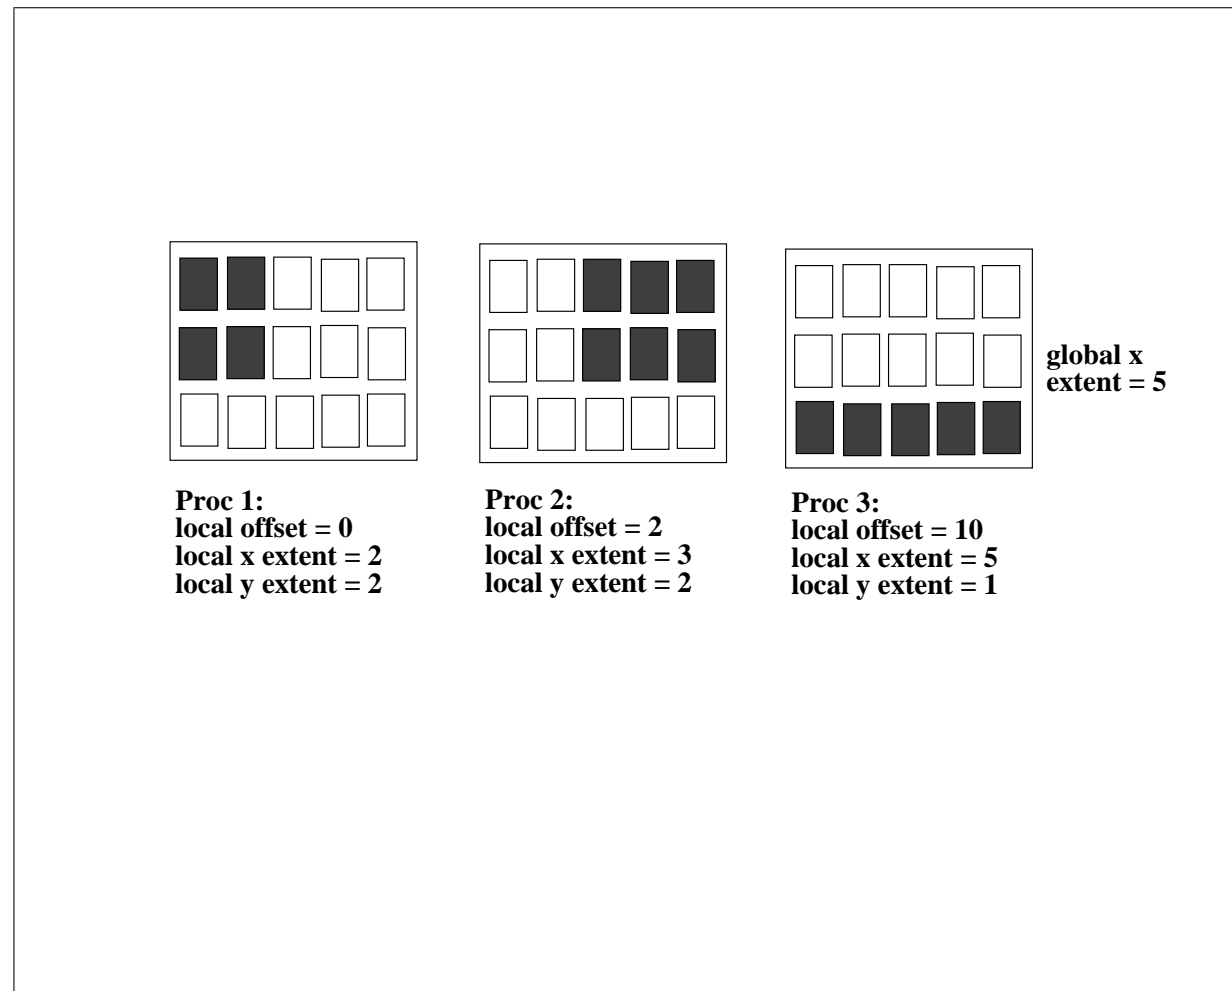 global x
extent = 5
Proc 1:
local offset = 0
local x extent = 2
local y extent = 2
Proc 2:
local offset = 2
local x extent = 3
local y extent = 2
Proc 3:
local offset = 10
local x extent = 5
local y extent = 1